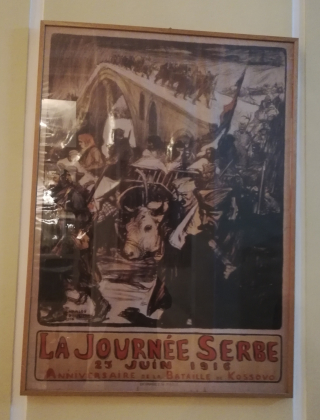 LA JOURNÉE SERBE
25 JUIN 1916
ANNIVERSAIRE DE LA BATAILLE DE KOSSOVO